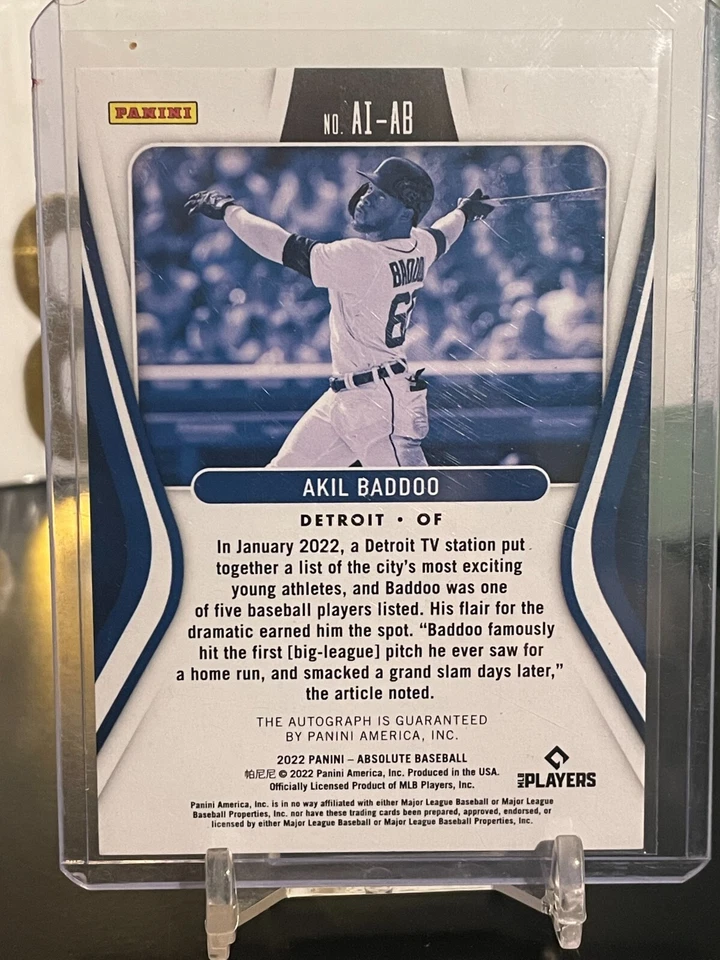 PANINI
NO. AI-AB
BADDOO
AKIL BADDOO
DETROIT • OF
In January 2022, a Detroit TV station put
together a list of the city's most exciting
young athletes, and Baddoo was one
of five baseball players listed. His flair for the
dramatic earned him the spot. “Baddoo famously
hit the first [big-league] pitch he ever saw for
a home run, and smacked a grand slam days later,”
the article noted.
THE AUTOGRAPH IS GUARANTEED
BY PANINI AMERICA, INC.
2022 PANINI – ABSOLUTE BASEBALL
帕尼尼 © 2022 Panini America, Inc. Produced in the USA.
Officially Licensed Product of MLB Players, Inc.
MLB PLAYERS INC
Panini America, Inc. is in no way affiliated with either Major League Baseball or Major League
Baseball Properties, Inc. nor have these trading cards been prepared, approved, endorsed, or
licensed by either Major League Baseball or Major League Baseball Properties, Inc.